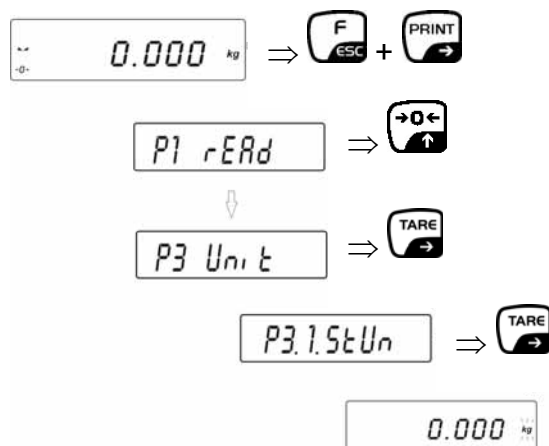 0.000 kg ⇒ F ESC + PRINT
-0-
P1 rEAd ⇒ →0←
P3 Unit ⇒ TARE
P3.1.StUn ⇒ TARE
0.000 kg